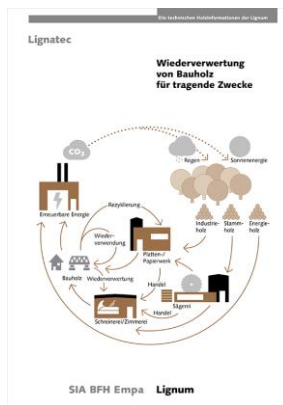 Die technischen Holzinformationen der Lignum
Lignatec
Wiederverwertung
von Bauholz
für tragende Zwecke
CO₂
Regen
Sonnenenergie
Erneuerbare Energie
Rezyklierung
Industrie-
holz
Stamm-
holz
Energie-
holz
Wieder-
verwendung
Platten-/
Papierwerk
Bauholz
Wiederverwertung
Handel
Sägerei
Handel
Schreinerei/Zimmerei
SIA BFH Empa Lignum